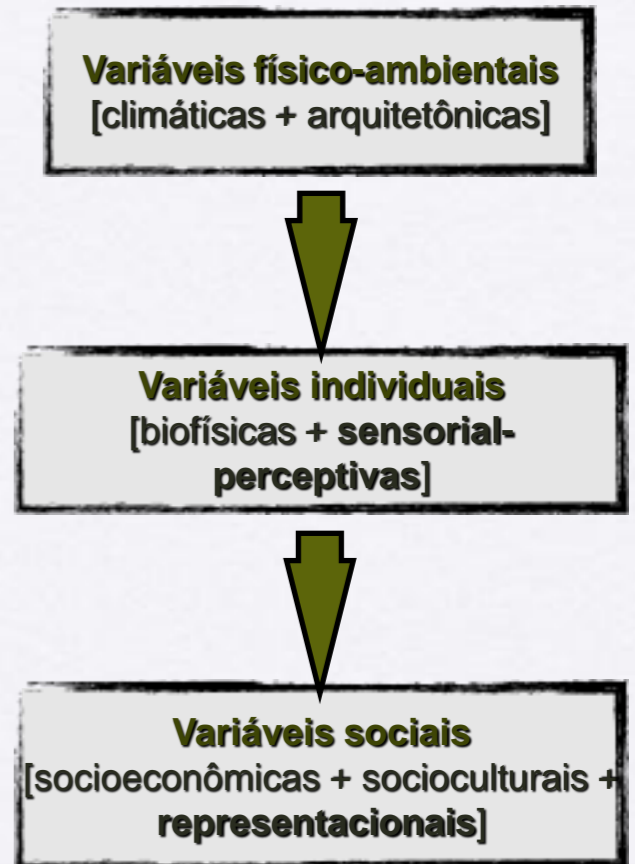 Variáveis físico-ambientais
[climáticas + arquitetônicas]
Variáveis individuais
[biofísicas + sensorial-
perceptivas]
Variáveis sociais
[socioeconômicas + socioculturais +
representacionais]